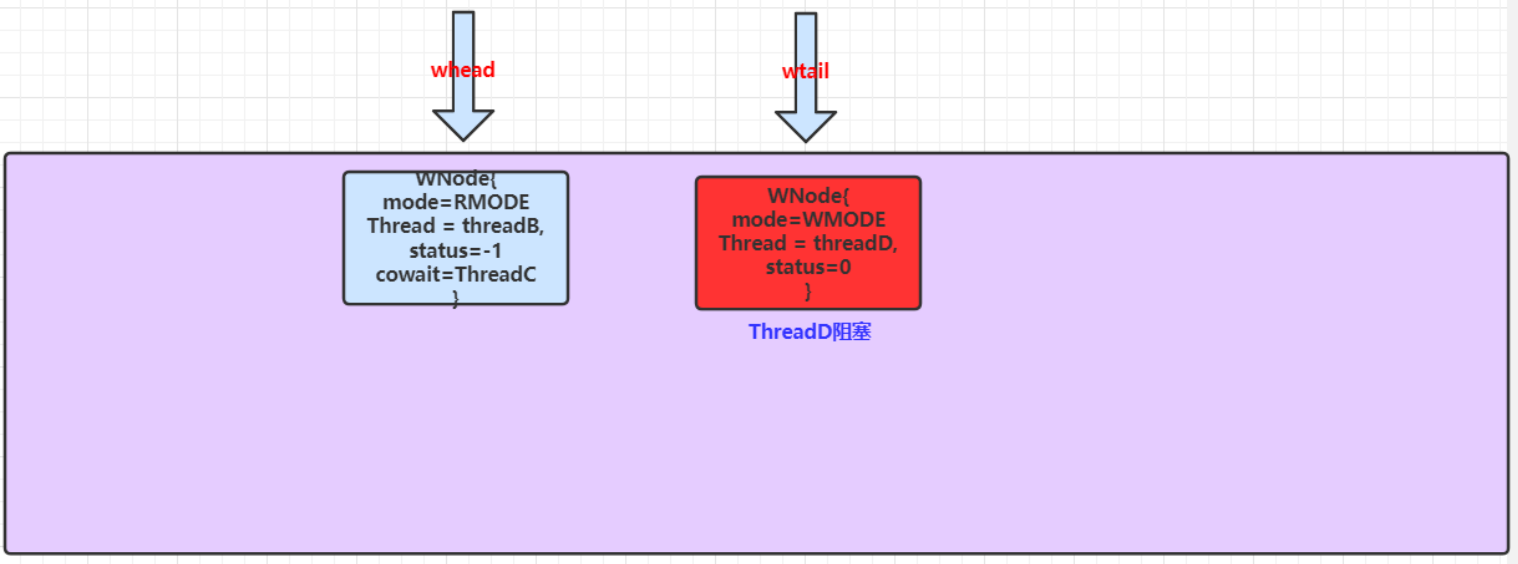 whead
wtail
WNode{
mode=RMODE
Thread = threadB,
status=-1
cowait=ThreadC
}
WNode{
mode=WMODE
Thread = threadD,
status=0
}
ThreadD阻塞